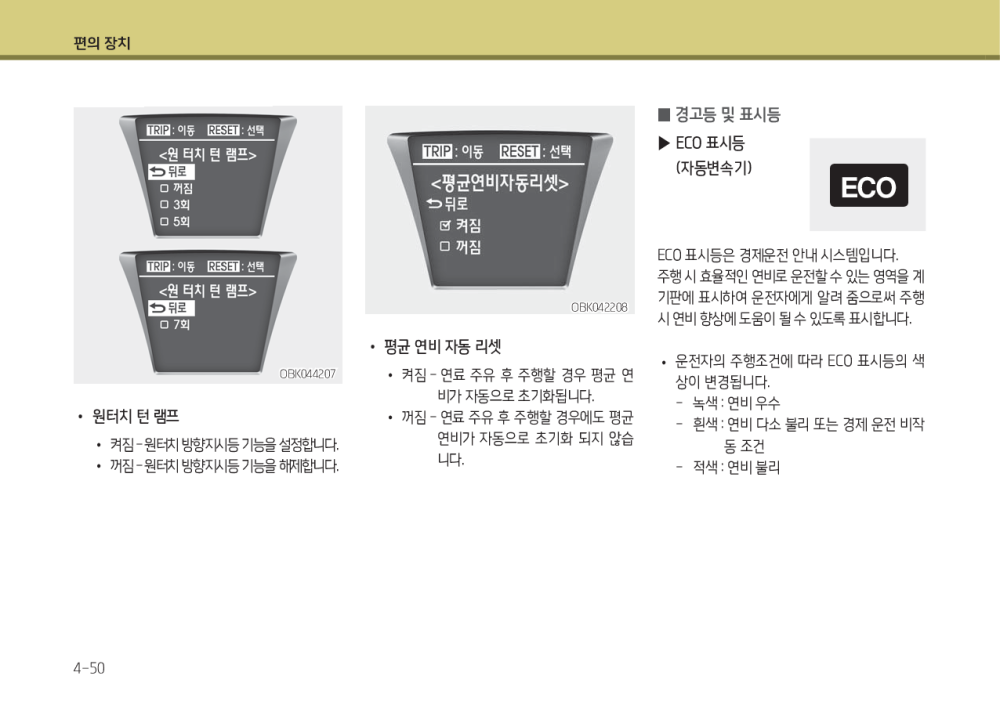 편의 장치
TRIP : 이동 RESET : 선택
<원 터치 턴 램프>
뒤로
꺼짐
3회
5회
TRIP : 이동 RESET : 선택
<원 터치 턴 램프>
뒤로
7회
OBK044207
• 원터치 턴 램프
• 켜짐 - 원터치 방향지시등 기능을 설정합니다.
• 꺼짐 - 원터치 방향지시등 기능을 해제합니다.
TRIP : 이동 RESET : 선택
<평균연비자동리셋>
뒤로
켜짐
꺼짐
OBK042208
• 평균 연비 자동 리셋
• 켜짐 - 연료 주유 후 주행할 경우 평균 연
비가 자동으로 초기화됩니다.
• 꺼짐 - 연료 주유 후 주행할 경우에도 평균
연비가 자동으로 초기화 되지 않습
니다.
■ 경고등 및 표시등
▶ ECO 표시등
(자동변속기)
ECO
ECO 표시등은 경제운전 안내 시스템입니다.
주행 시 효율적인 연비로 운전할 수 있는 영역을 계
기판에 표시하여 운전자에게 알려 줌으로써 주행
시 연비 향상에 도움이 될 수 있도록 표시합니다.
• 운전자의 주행조건에 따라 ECO 표시등의 색
상이 변경됩니다.
- 녹색 : 연비 우수
- 흰색 : 연비 다소 불리 또는 경제 운전 비작
동 조건
- 적색 : 연비 불리
4-50